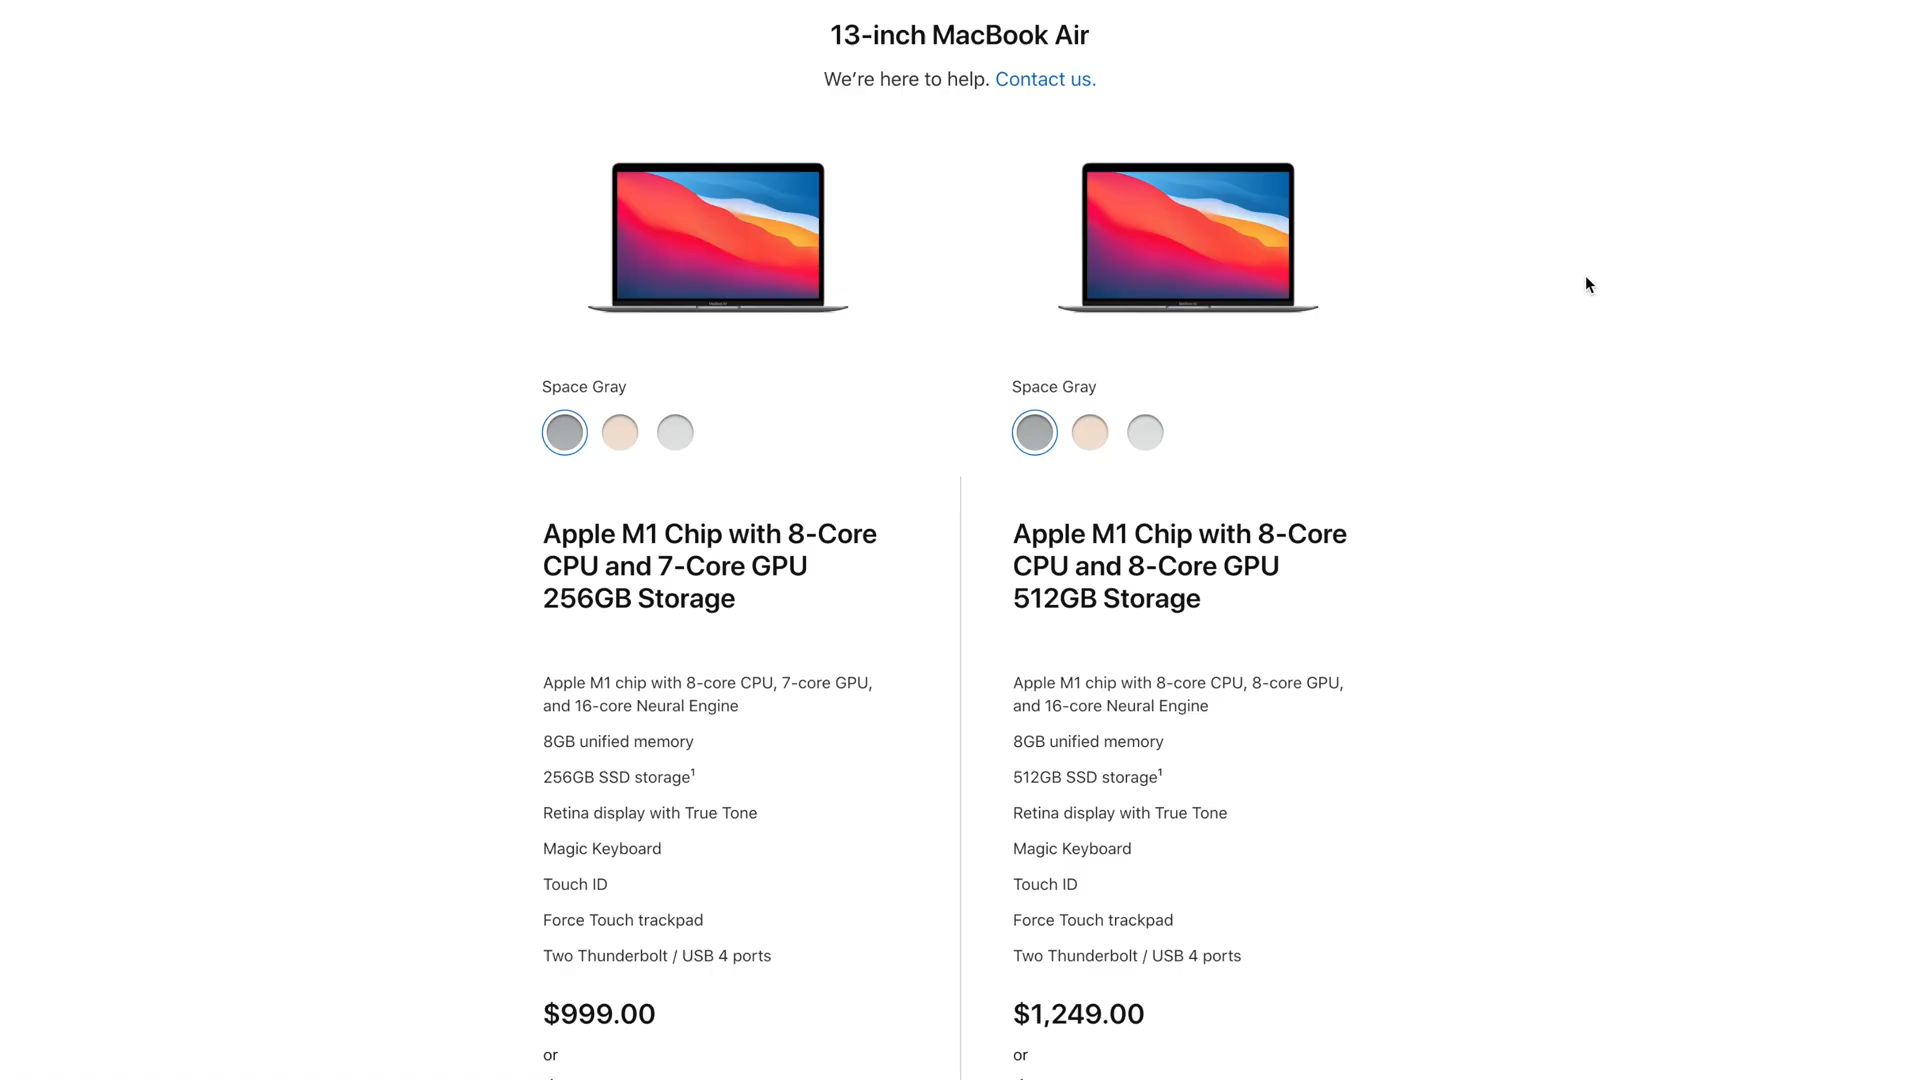 13-inch MacBook Air
We’re here to help. Contact us.
Space Gray
Apple M1 Chip with 8-Core
CPU and 7-Core GPU
256GB Storage
Apple M1 chip with 8-core CPU, 7-core GPU,
and 16-core Neural Engine
8GB unified memory
256GB SSD storage¹
Retina display with True Tone
Magic Keyboard
Touch ID
Force Touch trackpad
Two Thunderbolt / USB 4 ports
$999.00
or
Space Gray
Apple M1 Chip with 8-Core
CPU and 8-Core GPU
512GB Storage
Apple M1 chip with 8-core CPU, 8-core GPU,
and 16-core Neural Engine
8GB unified memory
512GB SSD storage¹
Retina display with True Tone
Magic Keyboard
Touch ID
Force Touch trackpad
Two Thunderbolt / USB 4 ports
$1,249.00
or